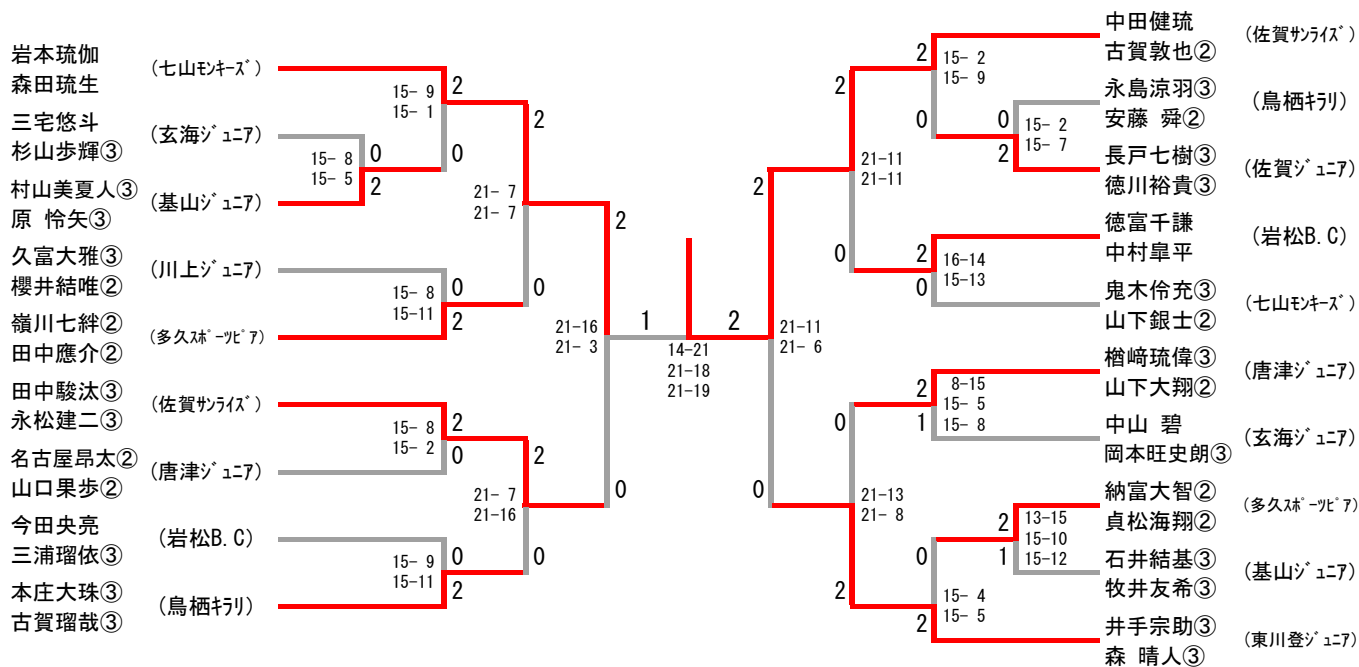 岩本琉伽
森田琉生
(七山モンキーズ)
三宅悠斗
杉山歩輝③
(玄海ジュニア)
村山美夏人③
原 怜矢③
(基山ジュニア)
久富大雅③
櫻井結唯②
(川上ジュニア)
嶺川七絆②
田中應介②
(多久スポーツピア)
田中駿汰③
永松建二③
(佐賀サンライズ)
名古屋昂太②
山口果歩②
(唐津ジュニア)
今田央亮
三浦瑠依③
(岩松B.C)
本庄大珠③
古賀瑠哉③
(鳥栖キラリ)
15- 8
15- 5
0
2
15- 9
15- 1
2
0
15- 8
15-11
0
2
15- 8
15- 2
2
0
15- 9
15-11
0
2
21- 7
21- 7
2
0
21- 7
21-16
2
0
21-16
21- 3
2
0
1
2
14-21
21-18
21-19
2
0
21-11
21- 6
2
0
21-11
21-11
0
2
21-13
21- 8
2
0
15- 2
15- 9
2
0
16-14
15-13
2
1
8-15
15- 5
15- 8
0
2
15- 4
15- 5
0
2
15- 2
15- 7
2
1
13-15
15-10
15-12
中田健琉
古賀敦也②
(佐賀サンライズ)
永島涼羽③
安藤 舜②
(鳥栖キラリ)
長戸七樹③
徳川裕貴③
(佐賀ジュニア)
徳富千謙
中村皐平
(岩松B.C)
鬼木伶充③
山下銀士②
(七山モンキーズ)
楢﨑琉偉③
山下大翔②
(唐津ジュニア)
中山 碧
岡本旺史朗③
(玄海ジュニア)
納富大智②
貞松海翔②
(多久スポーツピア)
石井結基③
牧井友希③
(基山ジュニア)
井手宗助③
森 晴人③
(東川登ジュニア)